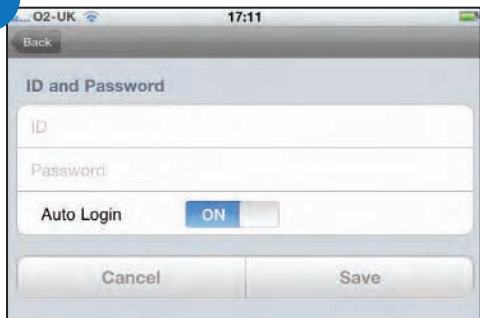 O2-UK 17:11
Back
ID and Password
ID
Password
Auto Login ON
Cancel Save